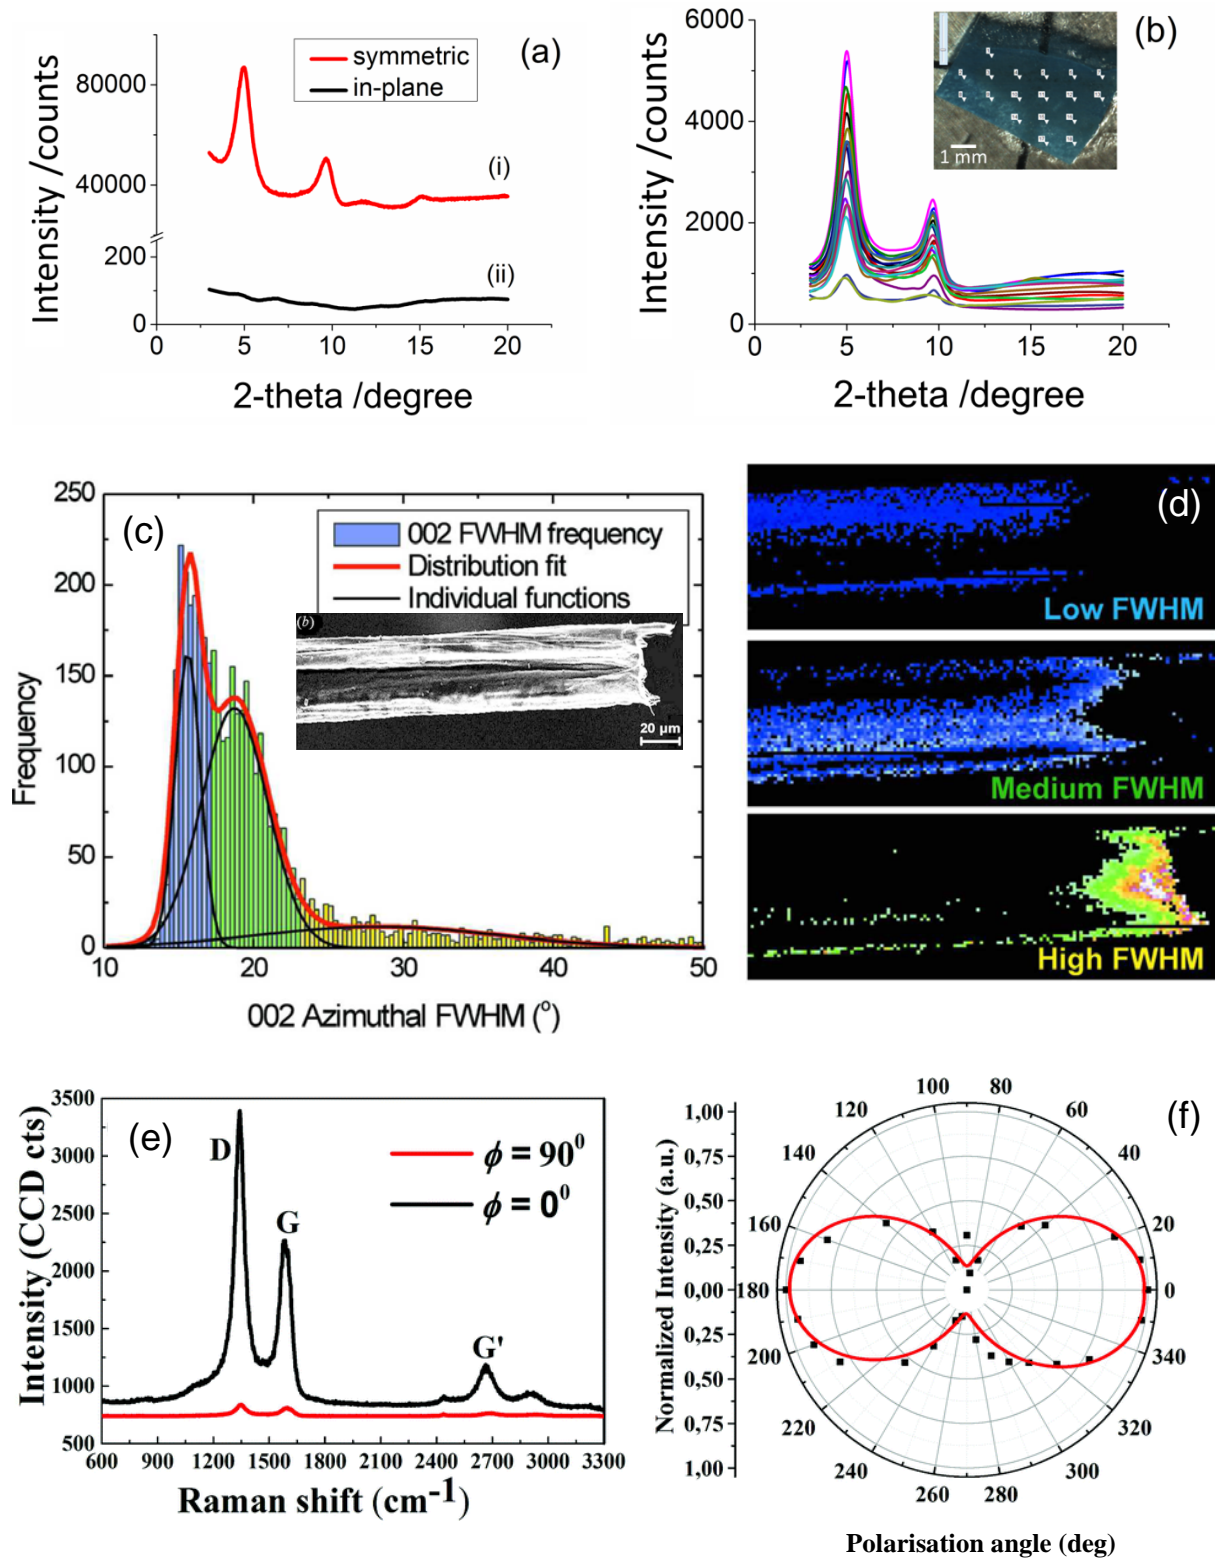 (a)
symmetric
in-plane
(i)
(ii)
80000
40000
200
100
0
0 5 10 15 20
Intensity /counts
2-theta /degree
(b)
1 mm
6000
4000
2000
0
0 5 10 15 20
Intensity /counts
2-theta /degree
(c)
002 FWHM frequency
Distribution fit
Individual functions
(b)
20 µm
250
200
150
100
50
0
10 20 30 40 50
Frequency
002 Azimuthal FWHM (°)
(d)
Low FWHM
Medium FWHM
High FWHM
(e)
D
G
G'
ϕ = 90⁰
ϕ = 0⁰
3500
3000
2500
2000
1500
1000
500
600 900 1200 1500 1800 2100 2400 2700 3000 3300
Intensity (CCD cts)
Raman shift (cm-1)
(f)
1,00
0,75
0,50
0,25
0,00
0,25
0,50
0,75
1,00
Normalized Intensity (a.u.)
0
20
40
60
80
100
120
140
160
180
200
220
240
260
280
300
320
340
Polarisation angle (deg)